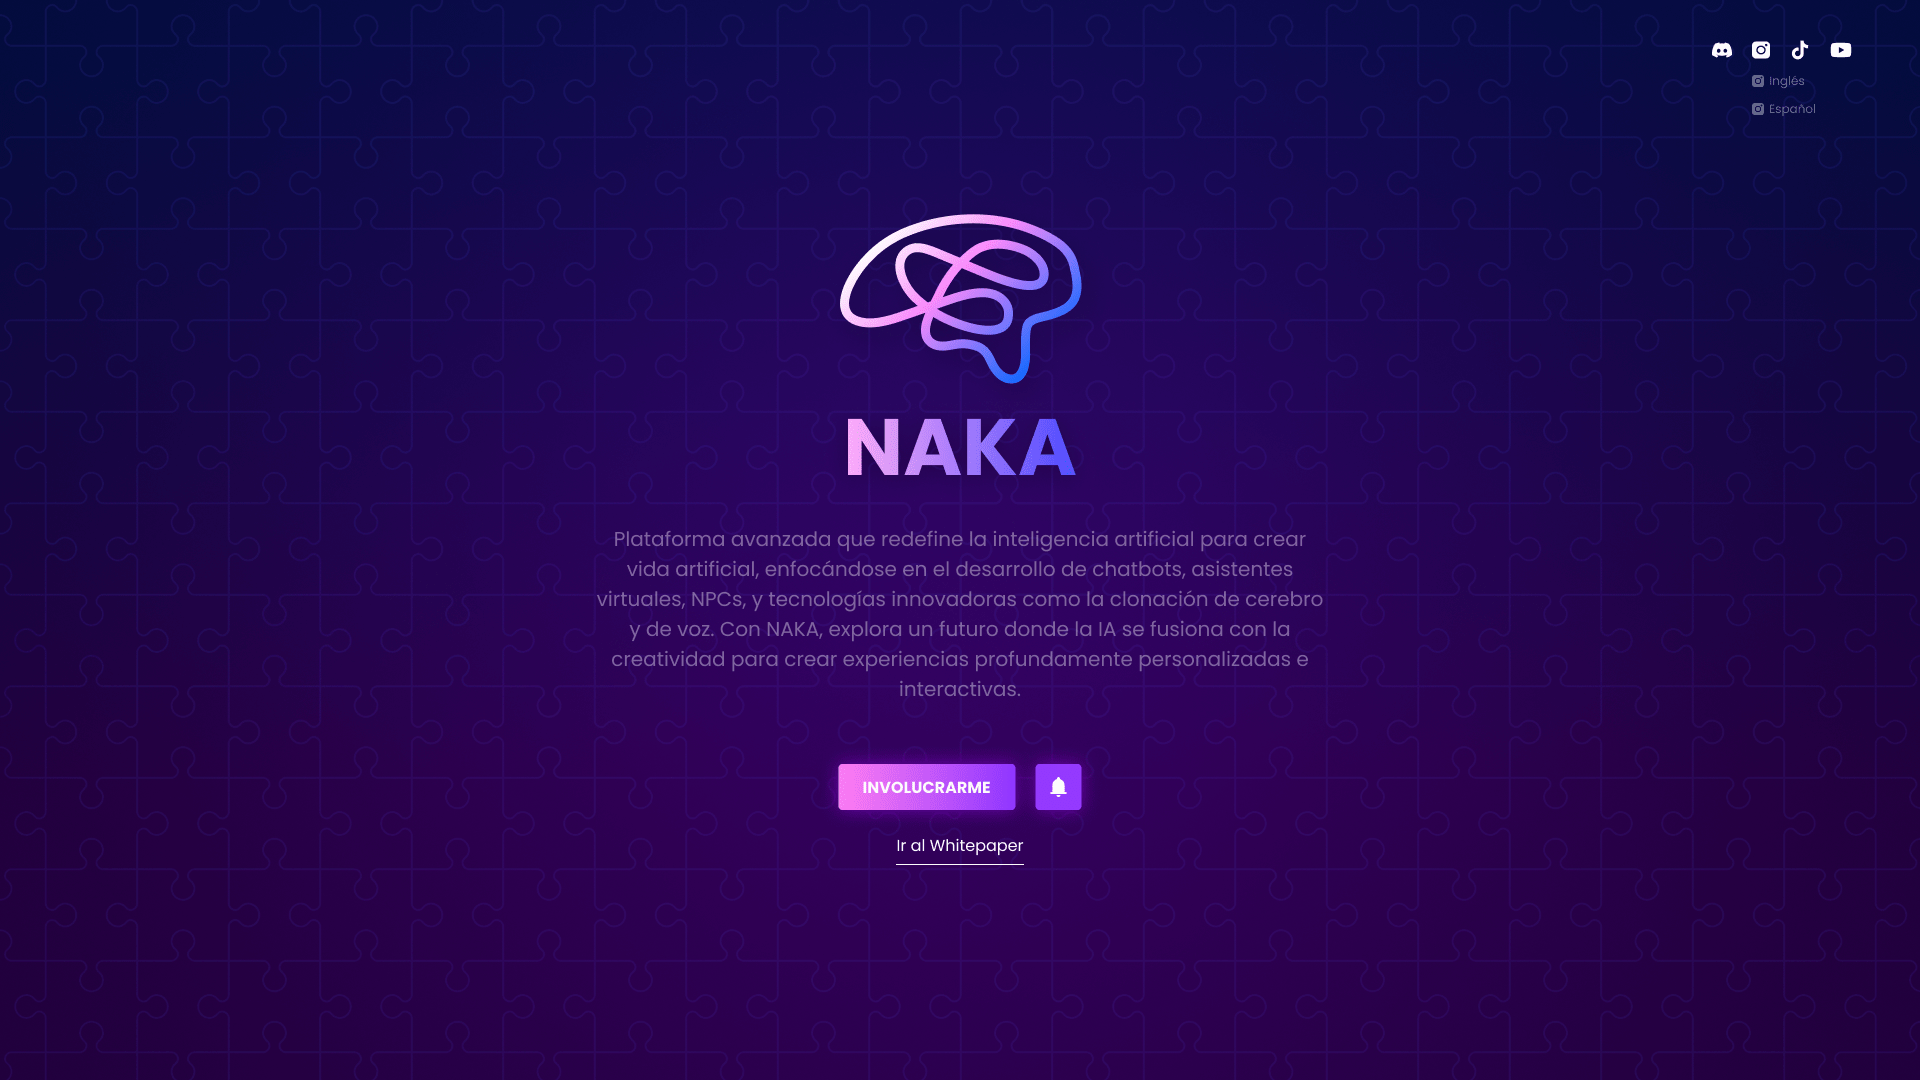 Inglés
Español
NAKA
Plataforma avanzada que redefine la inteligencia artificial para crear
vida artificial, enfocándose en el desarrollo de chatbots, asistentes
virtuales, NPCs, y tecnologías innovadoras como la clonación de cerebro
y de voz. Con NAKA, explora un futuro donde la IA se fusiona con la
creatividad para crear experiencias profundamente personalizadas e
interactivas.
INVOLUCRARME
Ir al Whitepaper